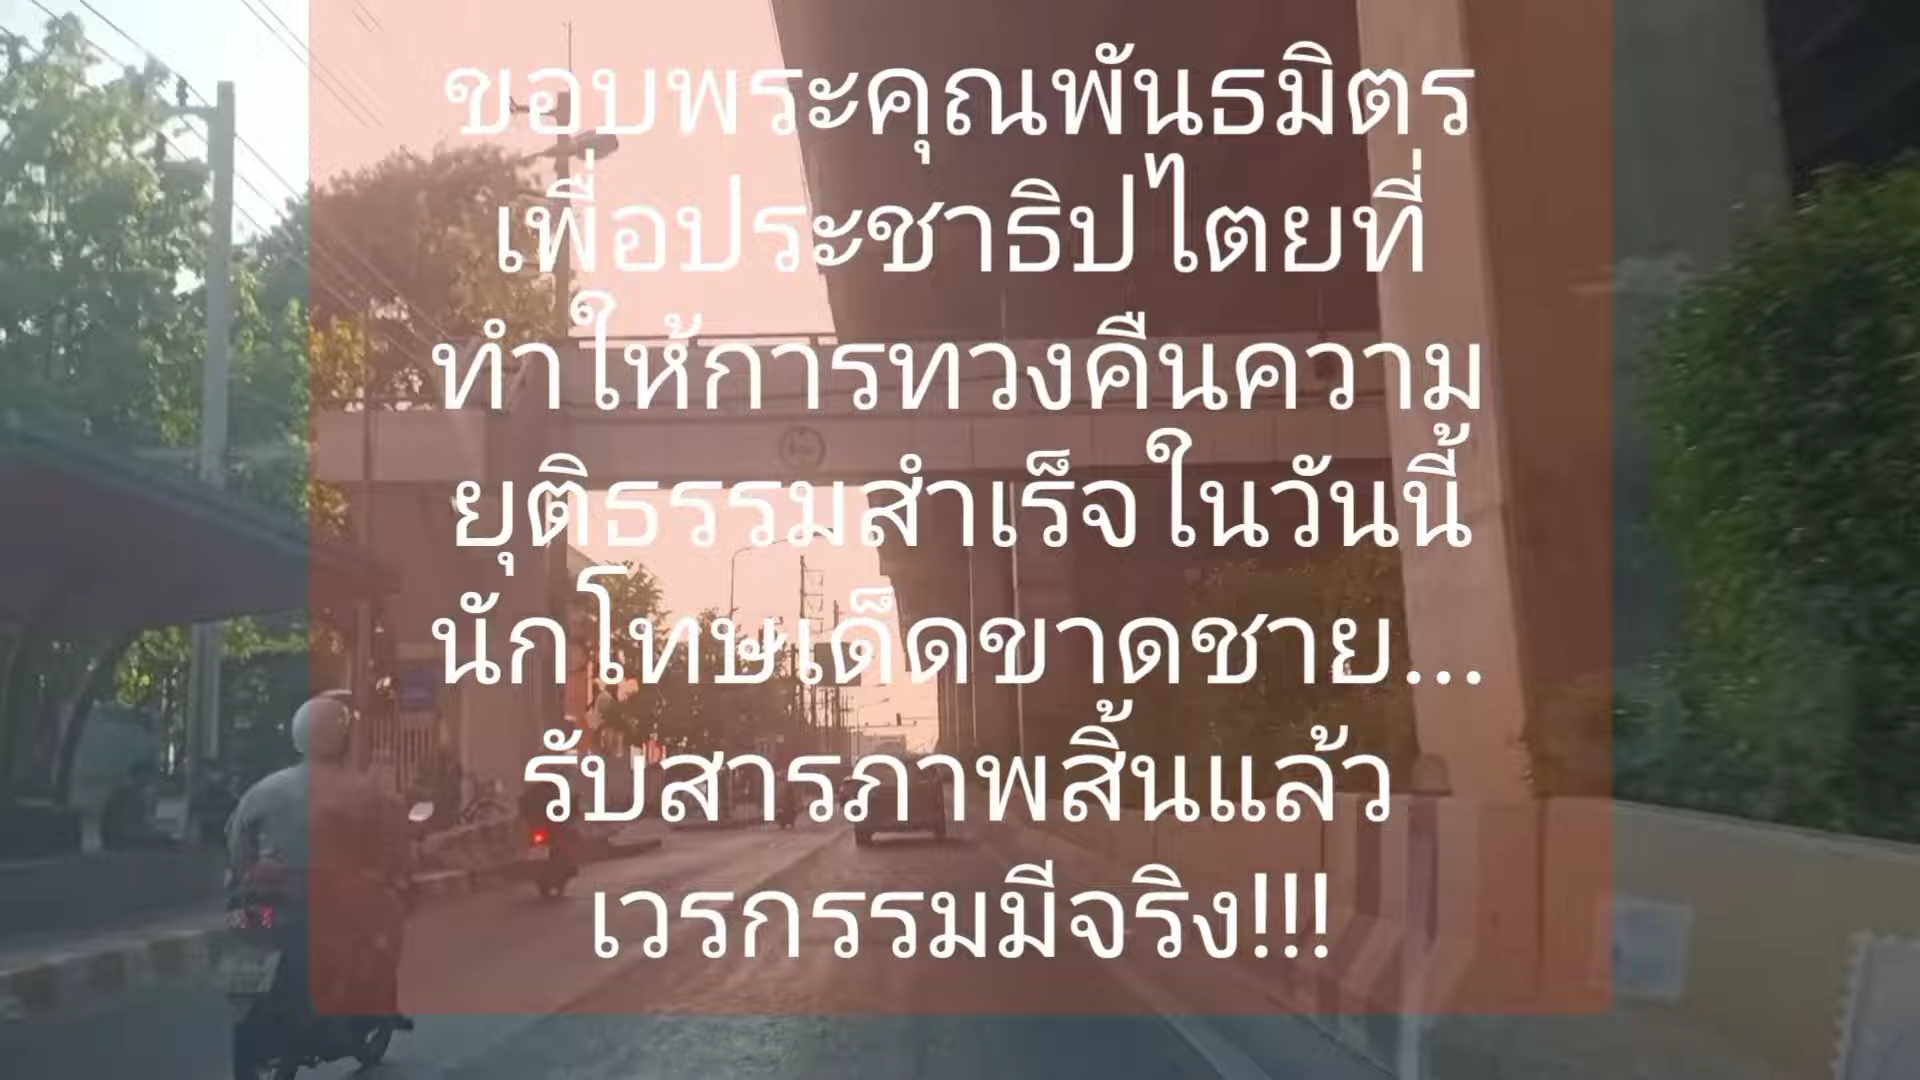 ขอบพระคุณพันธมิตร
เพื่อประชาธิปไตยที่
ทำให้การทวงคืนความ
ยุติธรรมสำเร็จในวันนี้
นักโทษเด็ดขาดชาย...
รับสารภาพสิ้นแล้ว
เวรกรรมมีจริง!!!